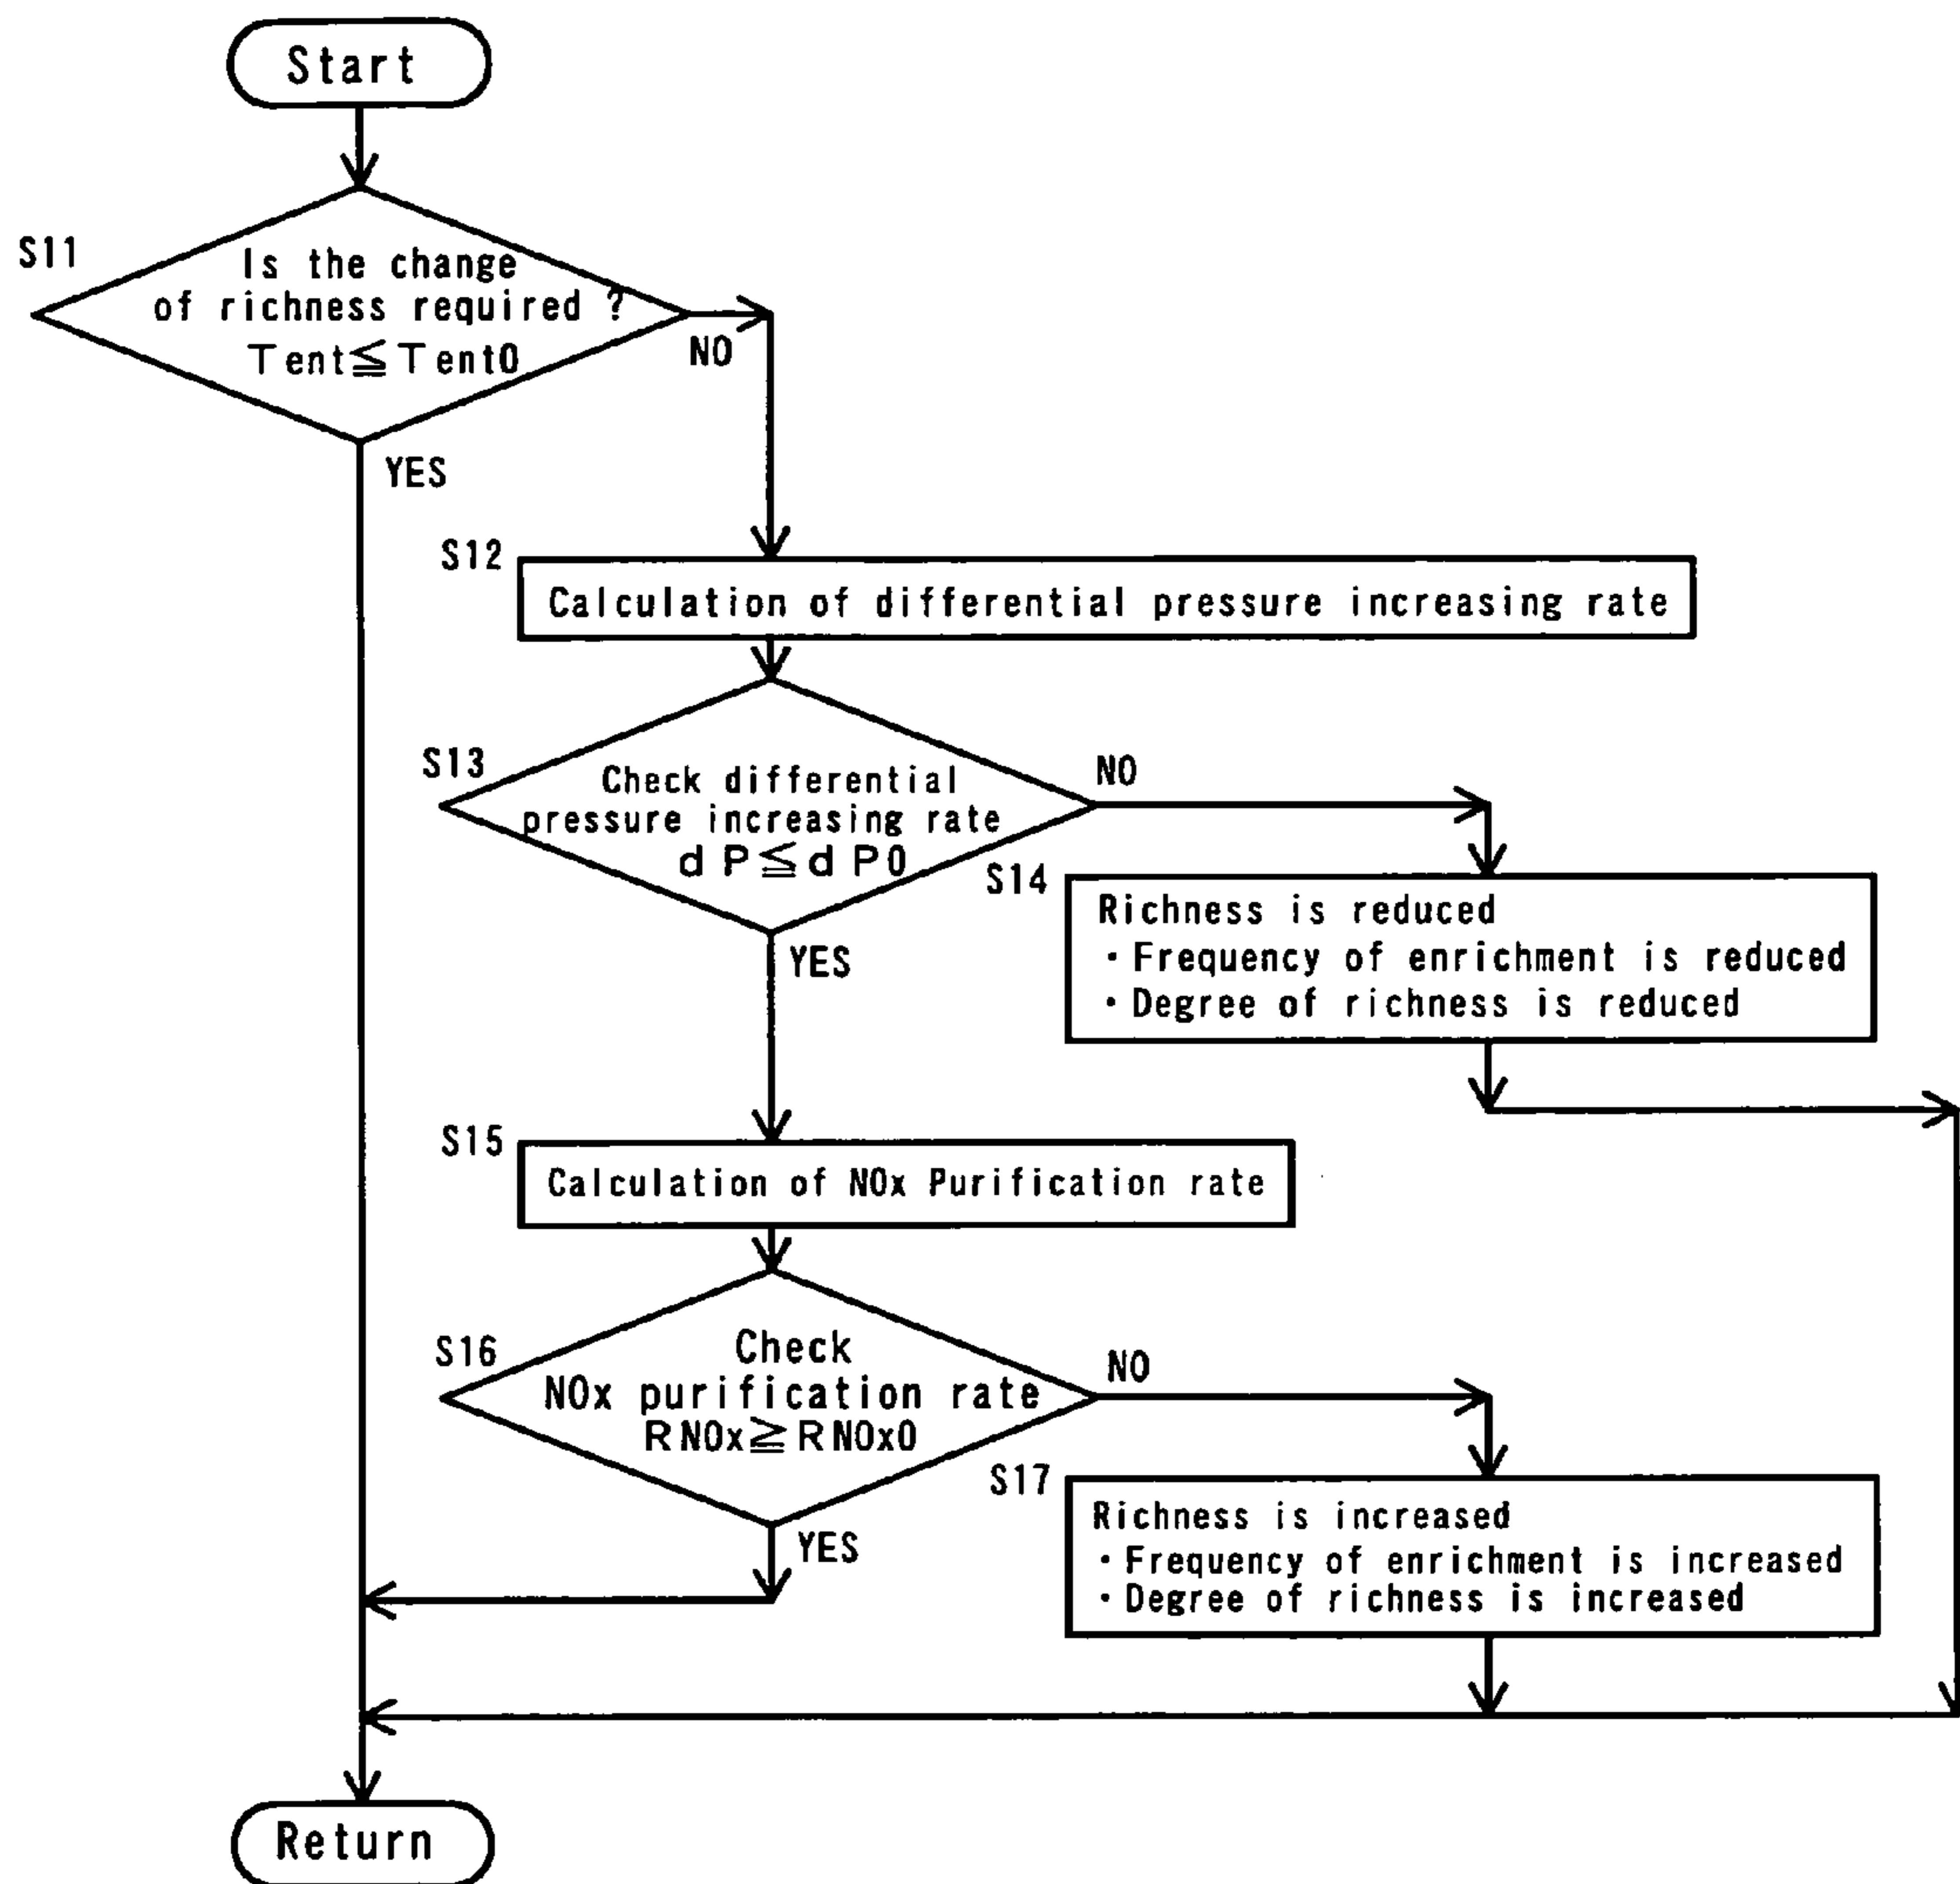 Start
S11
Is the change
of richness required ?
Tent≦Tent0
NO
YES
S12
Calculation of differential pressure increasing rate
S13
Check differential
pressure increasing rate
dP≦dP0
NO
YES
S14
Richness is reduced
・Frequency of enrichment is reduced
・Degree of richness is reduced
S15
Calculation of NOx Purification rate
S16
Check
NOx purification rate
RNOx≧RNOx0
NO
YES
S17
Richness is increased
・Frequency of enrichment is increased
・Degree of richness is increased
Return